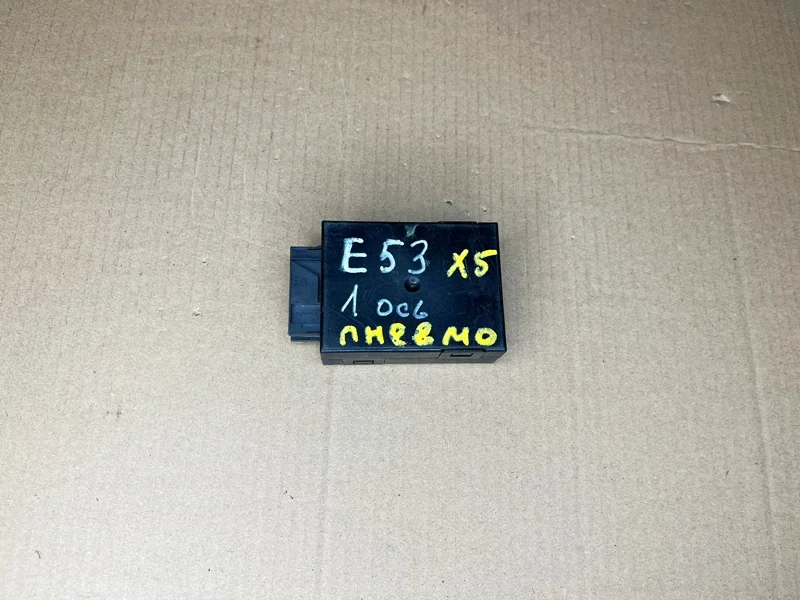 E53 X5
1 ось
пневмо